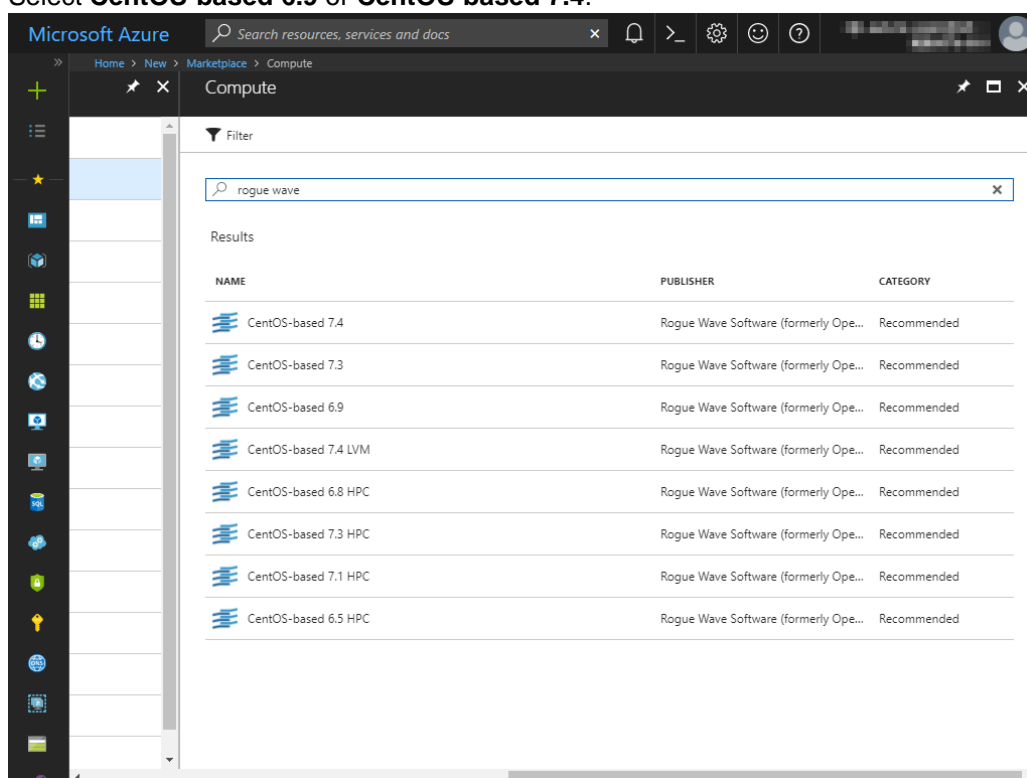 Select CentOS-based 6.9 or CentOS-based 7.4.
Microsoft Azure
Search resources, services and docs
Home > New > Marketplace > Compute
Compute
Filter
rogue wave
Results
NAME PUBLISHER CATEGORY
CentOS-based 7.4 Rogue Wave Software (formerly Ope... Recommended
CentOS-based 7.3 Rogue Wave Software (formerly Ope... Recommended
CentOS-based 6.9 Rogue Wave Software (formerly Ope... Recommended
CentOS-based 7.4 LVM Rogue Wave Software (formerly Ope... Recommended
CentOS-based 6.8 HPC Rogue Wave Software (formerly Ope... Recommended
CentOS-based 7.3 HPC Rogue Wave Software (formerly Ope... Recommended
CentOS-based 7.1 HPC Rogue Wave Software (formerly Ope... Recommended
CentOS-based 6.5 HPC Rogue Wave Software (formerly Ope... Recommended
SQL
DNS